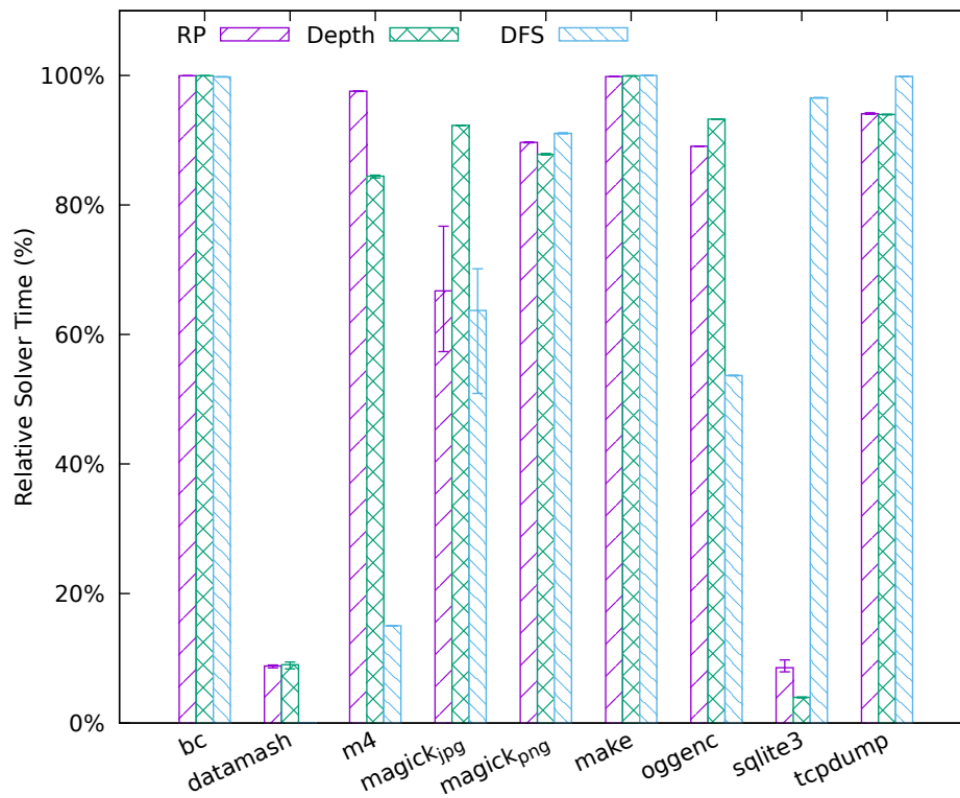 RP Depth DFS
100%
80%
60%
40%
20%
0%
Relative Solver Time (%)
bc datamash m4 magickjpg magickpng make oggenc sqlite3 tcpdump